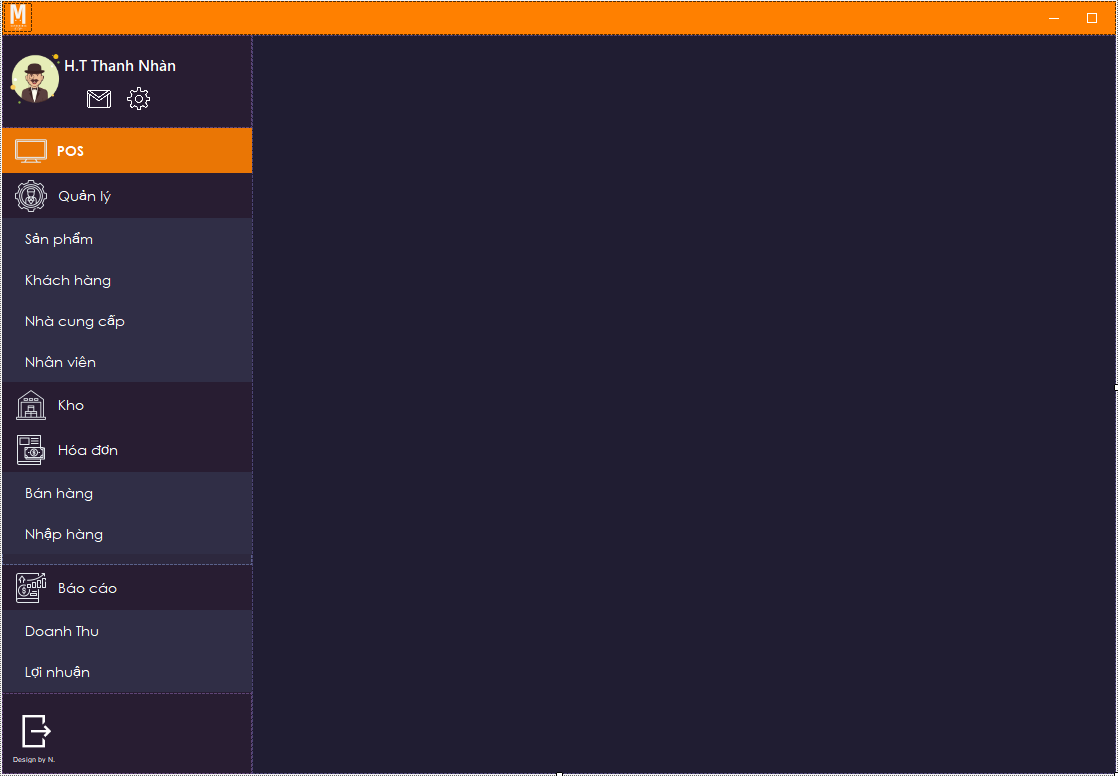 M
H.T Thanh Nhàn
POS
Quản lý
Sản phẩm
Khách hàng
Nhà cung cấp
Nhân viên
Kho
Hóa đơn
Bán hàng
Nhập hàng
Báo cáo
Doanh Thu
Lợi nhuận
Design by N.